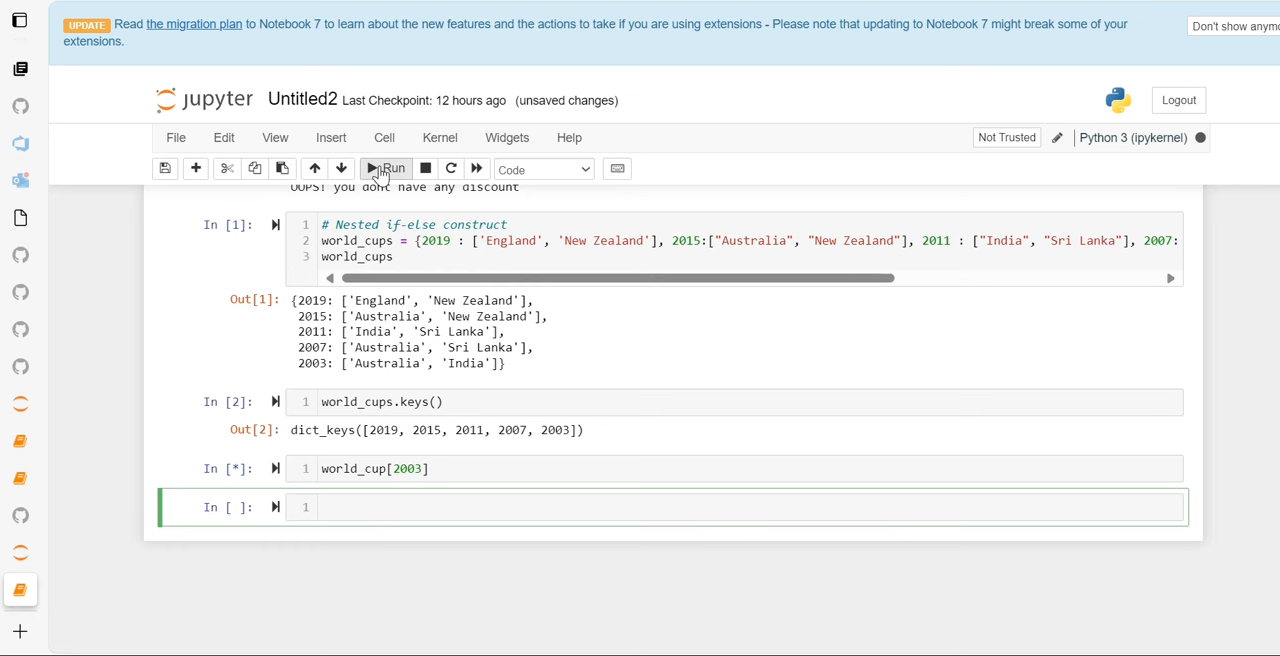 UPDATE Read the migration plan to Notebook 7 to learn about the new features and the actions to take if you are using extensions - Please note that updating to Notebook 7 might break some of your
extensions.
Don't show anymo
jupyter Untitled2 Last Checkpoint: 12 hours ago (unsaved changes)
Logout
File Edit View Insert Cell Kernel Widgets Help
Not Trusted Python 3 (ipykernel)
Run Code
OOPS! you dont have any discount
In [1]: 1 # Nested if-else construct
2 world_cups = {2019 : ['England', 'New Zealand'], 2015:["Australia", "New Zealand"], 2011 : ["India", "Sri Lanka"], 2007:
3 world_cups
Out[1]: {2019: ['England', 'New Zealand'],
2015: ['Australia', 'New Zealand'],
2011: ['India', 'Sri Lanka'],
2007: ['Australia', 'Sri Lanka'],
2003: ['Australia', 'India']}
In [2]: 1 world_cups.keys()
Out[2]: dict_keys([2019, 2015, 2011, 2007, 2003])
In [*]: 1 world_cup[2003]
In [ ]: 1